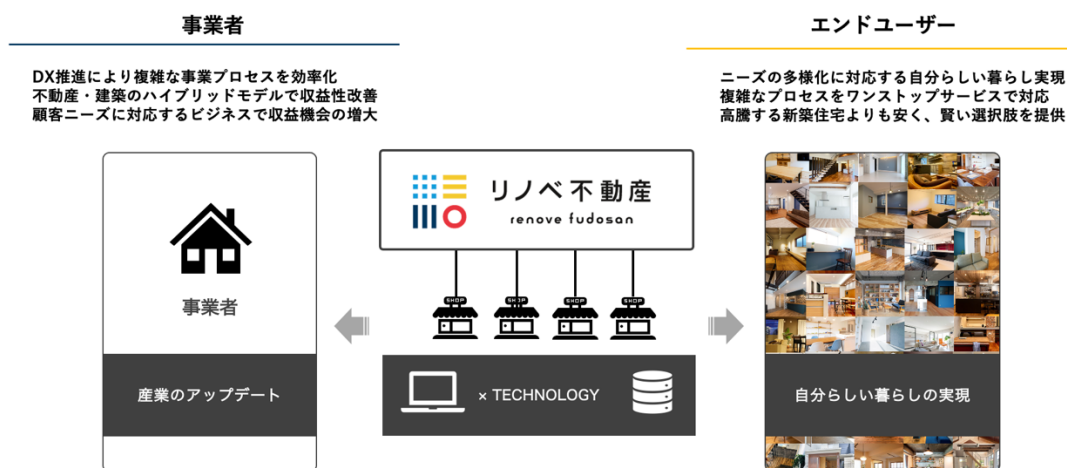 事業者
エンドユーザー
DX推進により複雑な事業プロセスを効率化
不動産・建築のハイブリッドモデルで収益性改善
顧客ニーズに対応するビジネスで収益機会の増大
ニーズの多様化に対応する自分らしい暮らし実現
複雑なプロセスをワンストップサービスで対応
高騰する新築住宅よりも安く、賢い選択肢を提供
リノベ不動産
renove fudosan
事業者
SHOP
SHOP
SHOP
SHOP
産業のアップデート
× TECHNOLOGY
自分らしい暮らしの実現